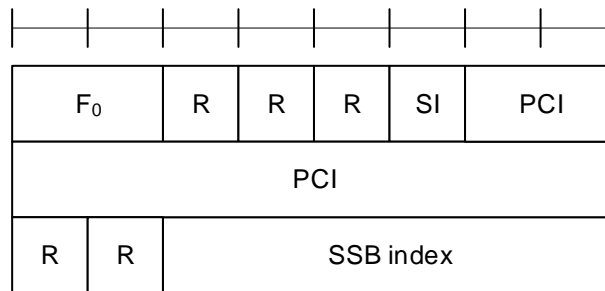 F₀ R R R SI PCI
PCI
R R SSB index